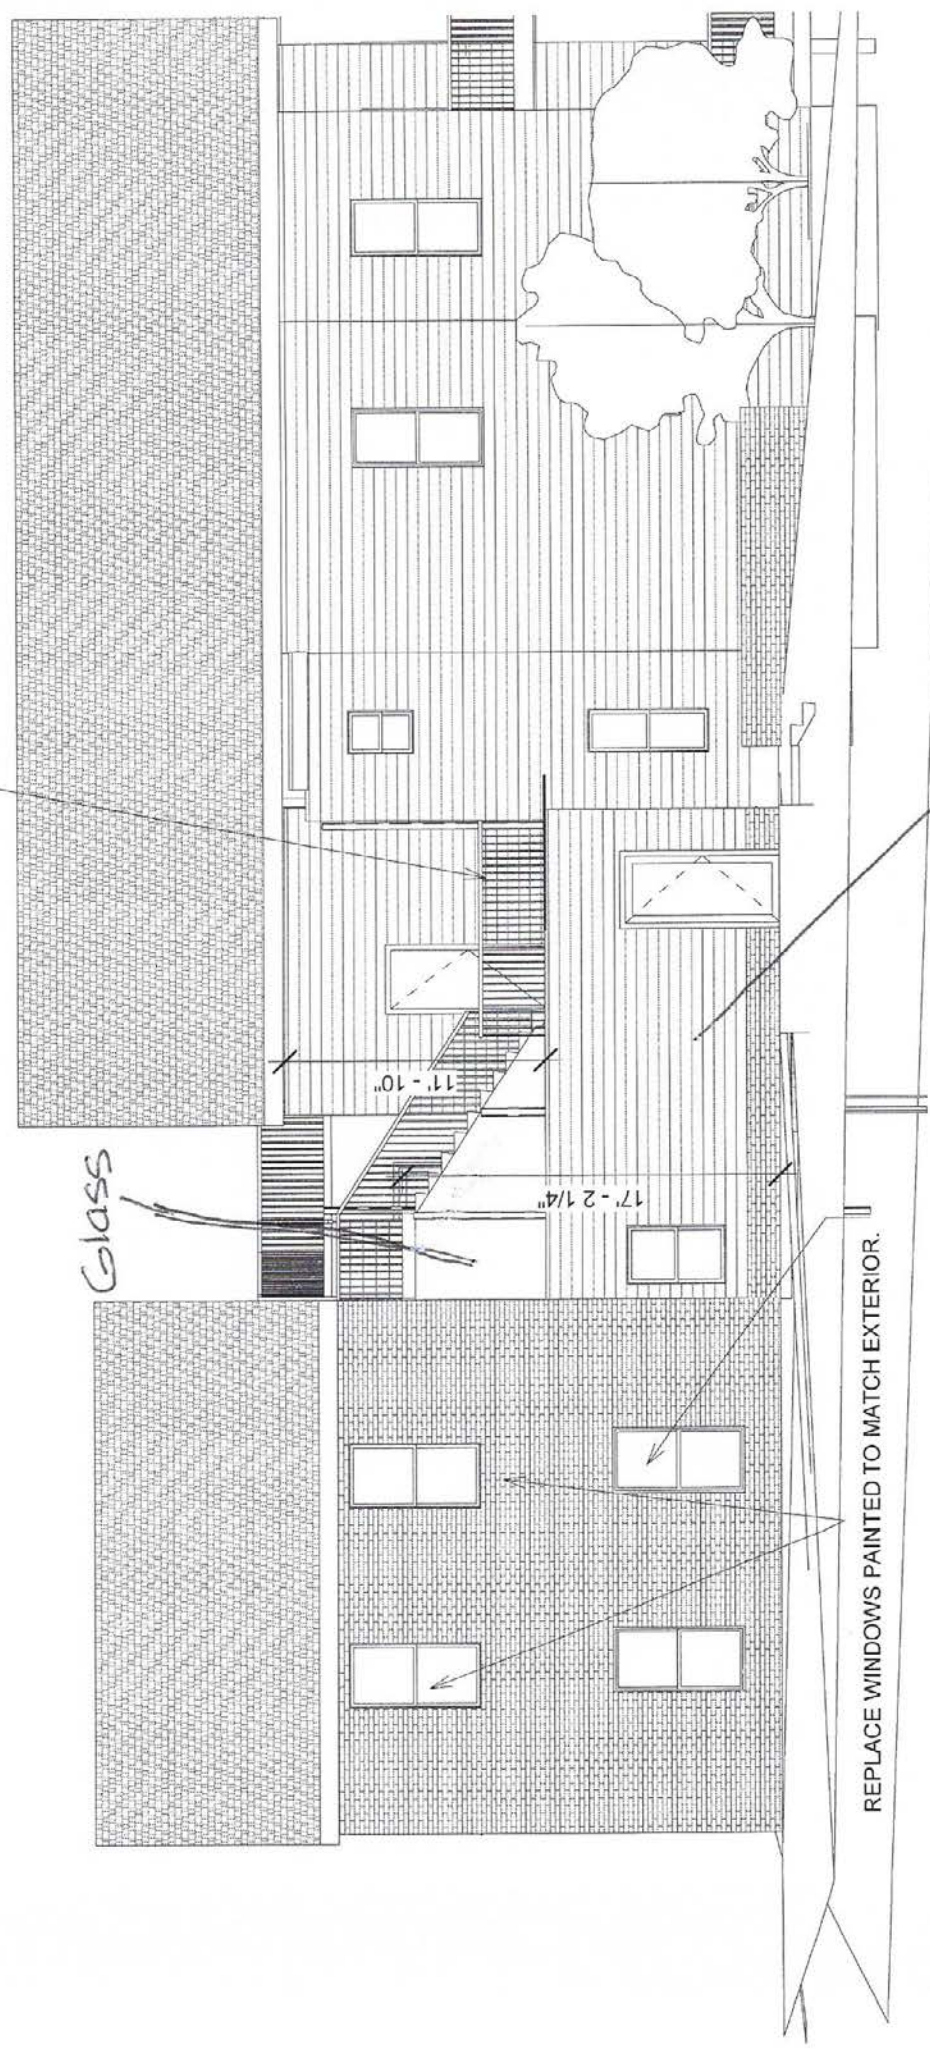 Glass
11' - 10"
17' - 2 1/4"
REPLACE WINDOWS PAINTED TO MATCH EXTERIOR.